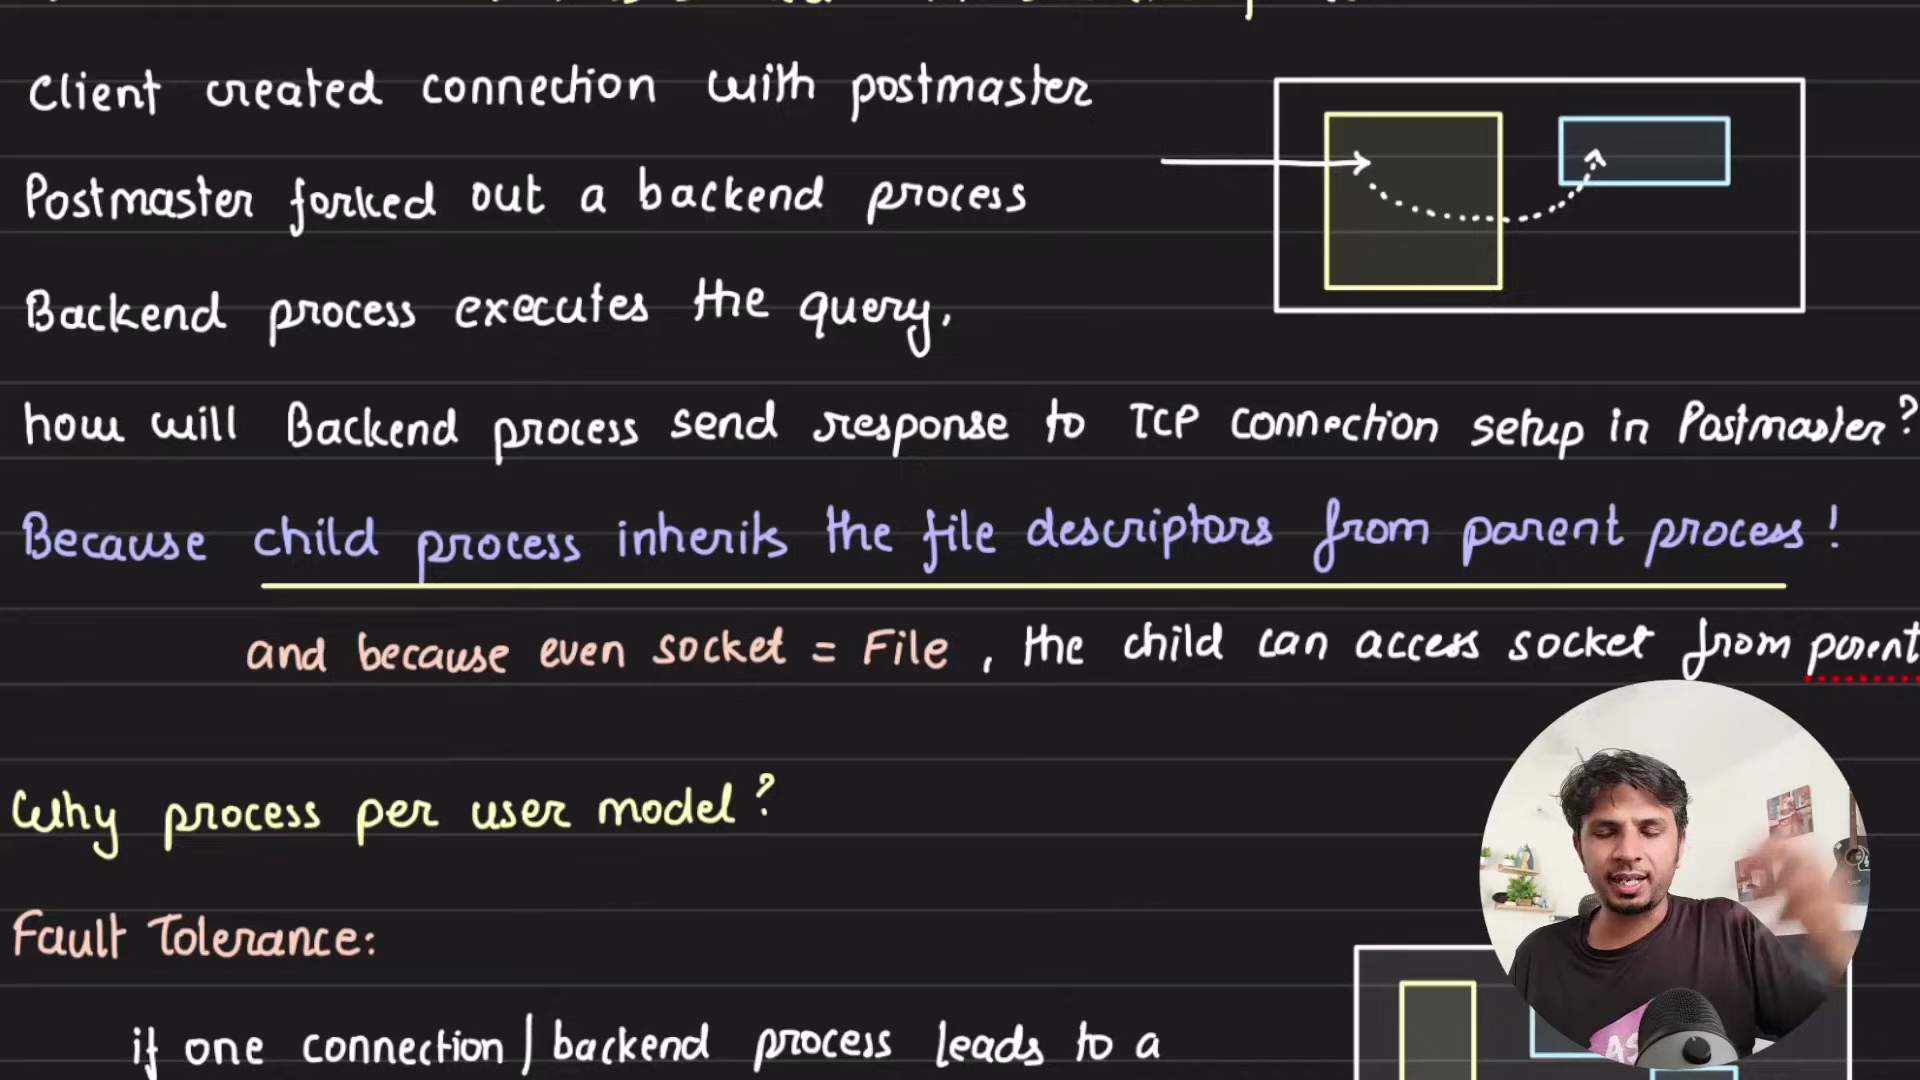 Client created connection with postmaster
Postmaster forked out a backend process
Backend process executes the query.
how will Backend process send response to TCP connection setup in Postmaster?
Because child process inherits the file descriptors from parent process!
and because even socket = File, the child can access socket from parent
Why process per user model?
Fault Tolerance:
if one connection / backend process leads to a